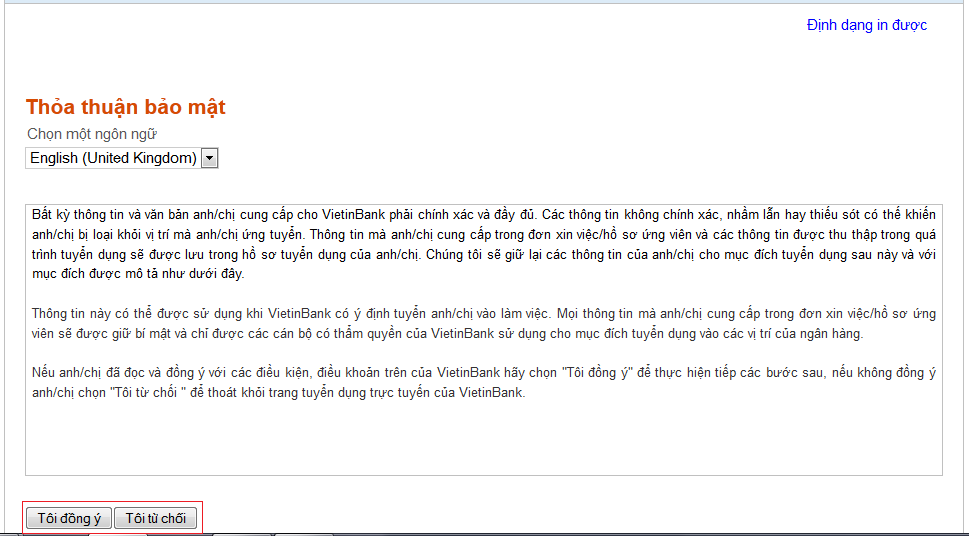 Định dạng in được
Thỏa thuận bảo mật
Chọn một ngôn ngữ
English (United Kingdom)
Bất kỳ thông tin và văn bản anh/chị cung cấp cho VietinBank phải chính xác và đầy đủ. Các thông tin không chính xác, nhầm lẫn hay thiếu sót có thể khiến
anh/chị bị loại khỏi vị trí mà anh/chị ứng tuyển. Thông tin mà anh/chị cung cấp trong đơn xin việc/hồ sơ ứng viên và các thông tin được thu thập trong quá
trình tuyển dụng sẽ được lưu trong hồ sơ tuyển dụng của anh/chị. Chúng tôi sẽ giữ lại các thông tin của anh/chị cho mục đích tuyển dụng sau này và với
mục đích được mô tả như dưới đây.
Thông tin này có thể được sử dụng khi VietinBank có ý định tuyển anh/chị vào làm việc. Mọi thông tin mà anh/chị cung cấp trong đơn xin việc/hồ sơ ứng
viên sẽ được giữ bí mật và chỉ được các cán bộ có thẩm quyền của VietinBank sử dụng cho mục đích tuyển dụng vào các vị trí của ngân hàng.
Nếu anh/chị đã đọc và đồng ý với các điều kiện, điều khoản trên của VietinBank hãy chọn "Tôi đồng ý" để thực hiện tiếp các bước sau, nếu không đồng ý
anh/chị chọn "Tôi từ chối " để thoát khỏi trang tuyển dụng trực tuyến của VietinBank.
Tôi đồng ý Tôi từ chối